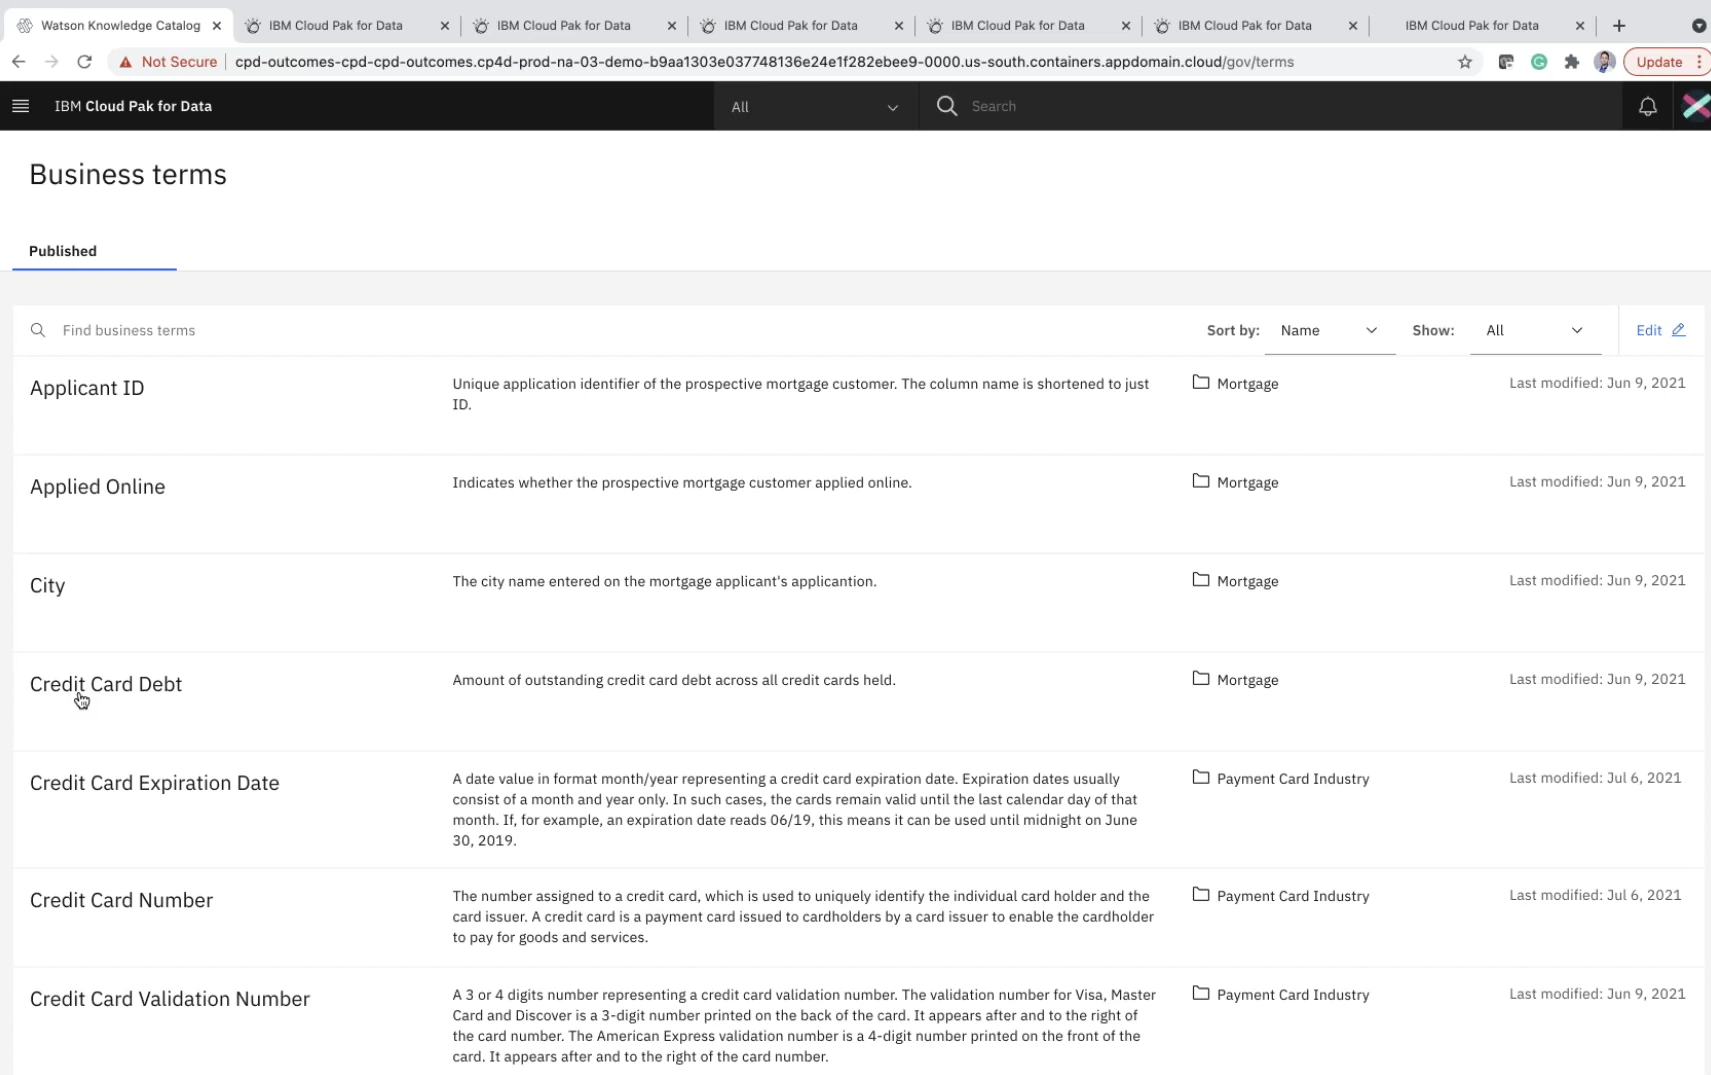 Watson Knowledge Catalog
IBM Cloud Pak for Data
IBM Cloud Pak for Data
IBM Cloud Pak for Data
IBM Cloud Pak for Data
IBM Cloud Pak for Data
IBM Cloud Pak for Data
Not Secure
cpd-outcomes-cpd-cpd-outcomes.cp4d-prod-na-03-demo-b9aa1303e037748136e24e1f282ebee9-0000.us-south.containers.appdomain.cloud/gov/terms
Update
IBM Cloud Pak for Data
All
Search
Business terms
Published
Find business terms
Sort by: Name
Show: All
Edit
Applicant ID
Unique application identifier of the prospective mortgage customer. The column name is shortened to just
ID.
Mortgage
Last modified: Jun 9, 2021
Applied Online
Indicates whether the prospective mortgage customer applied online.
Mortgage
Last modified: Jun 9, 2021
City
The city name entered on the mortgage applicant's applicantion.
Mortgage
Last modified: Jun 9, 2021
Credit Card Debt
Amount of outstanding credit card debt across all credit cards held.
Mortgage
Last modified: Jun 9, 2021
Credit Card Expiration Date
A date value in format month/year representing a credit card expiration date. Expiration dates usually
consist of a month and year only. In such cases, the cards remain valid until the last calendar day of that
month. If, for example, an expiration date reads 06/19, this means it can be used until midnight on June
30, 2019.
Payment Card Industry
Last modified: Jul 6, 2021
Credit Card Number
The number assigned to a credit card, which is used to uniquely identify the individual card holder and the
card issuer. A credit card is a payment card issued to cardholders by a card issuer to enable the cardholder
to pay for goods and services.
Payment Card Industry
Last modified: Jul 6, 2021
Credit Card Validation Number
A 3 or 4 digits number representing a credit card validation number. The validation number for Visa, Master
Card and Discover is a 3-digit number printed on the back of the card. It appears after and to the right of
the card number. The American Express validation number is a 4-digit number printed on the front of the
card. It appears after and to the right of the card number.
Payment Card Industry
Last modified: Jun 9, 2021